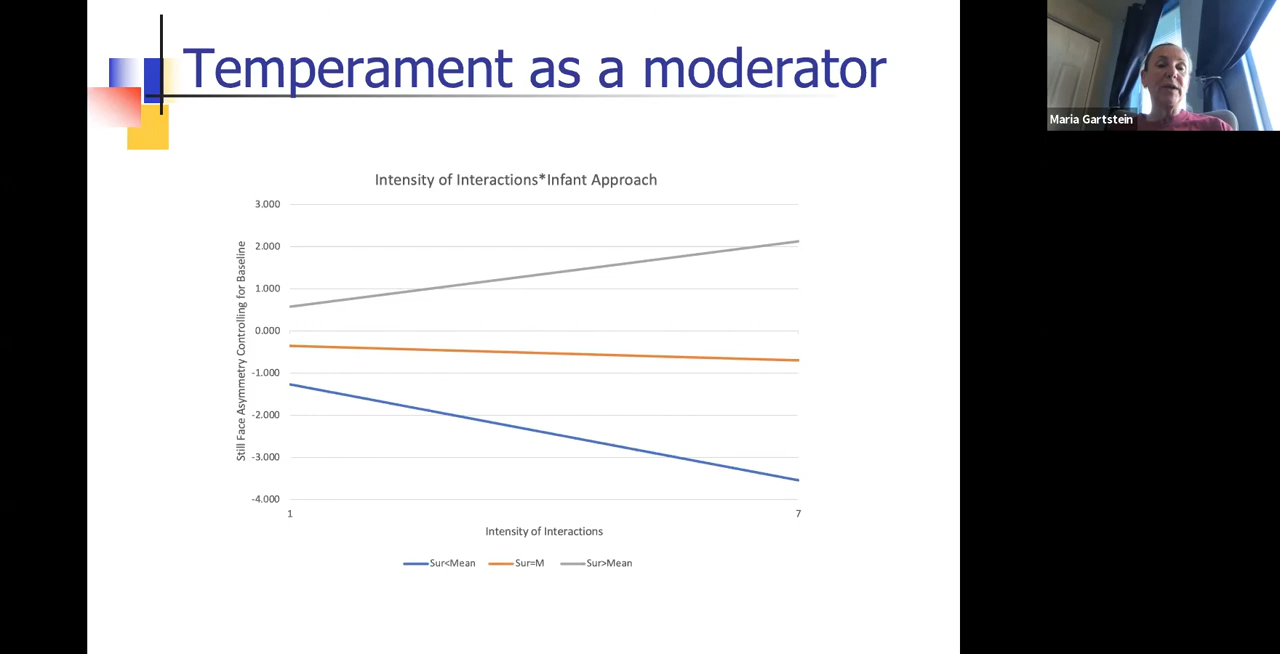 Temperament as a moderator
Maria Gartstein
Intensity of Interactions*Infant Approach
Still Face Asymmetry Controlling for Baseline
3.000
2.000
1.000
0.000
-1.000
-2.000
-3.000
-4.000
1 7
Intensity of Interactions
Sur<Mean Sur=M Sur>Mean